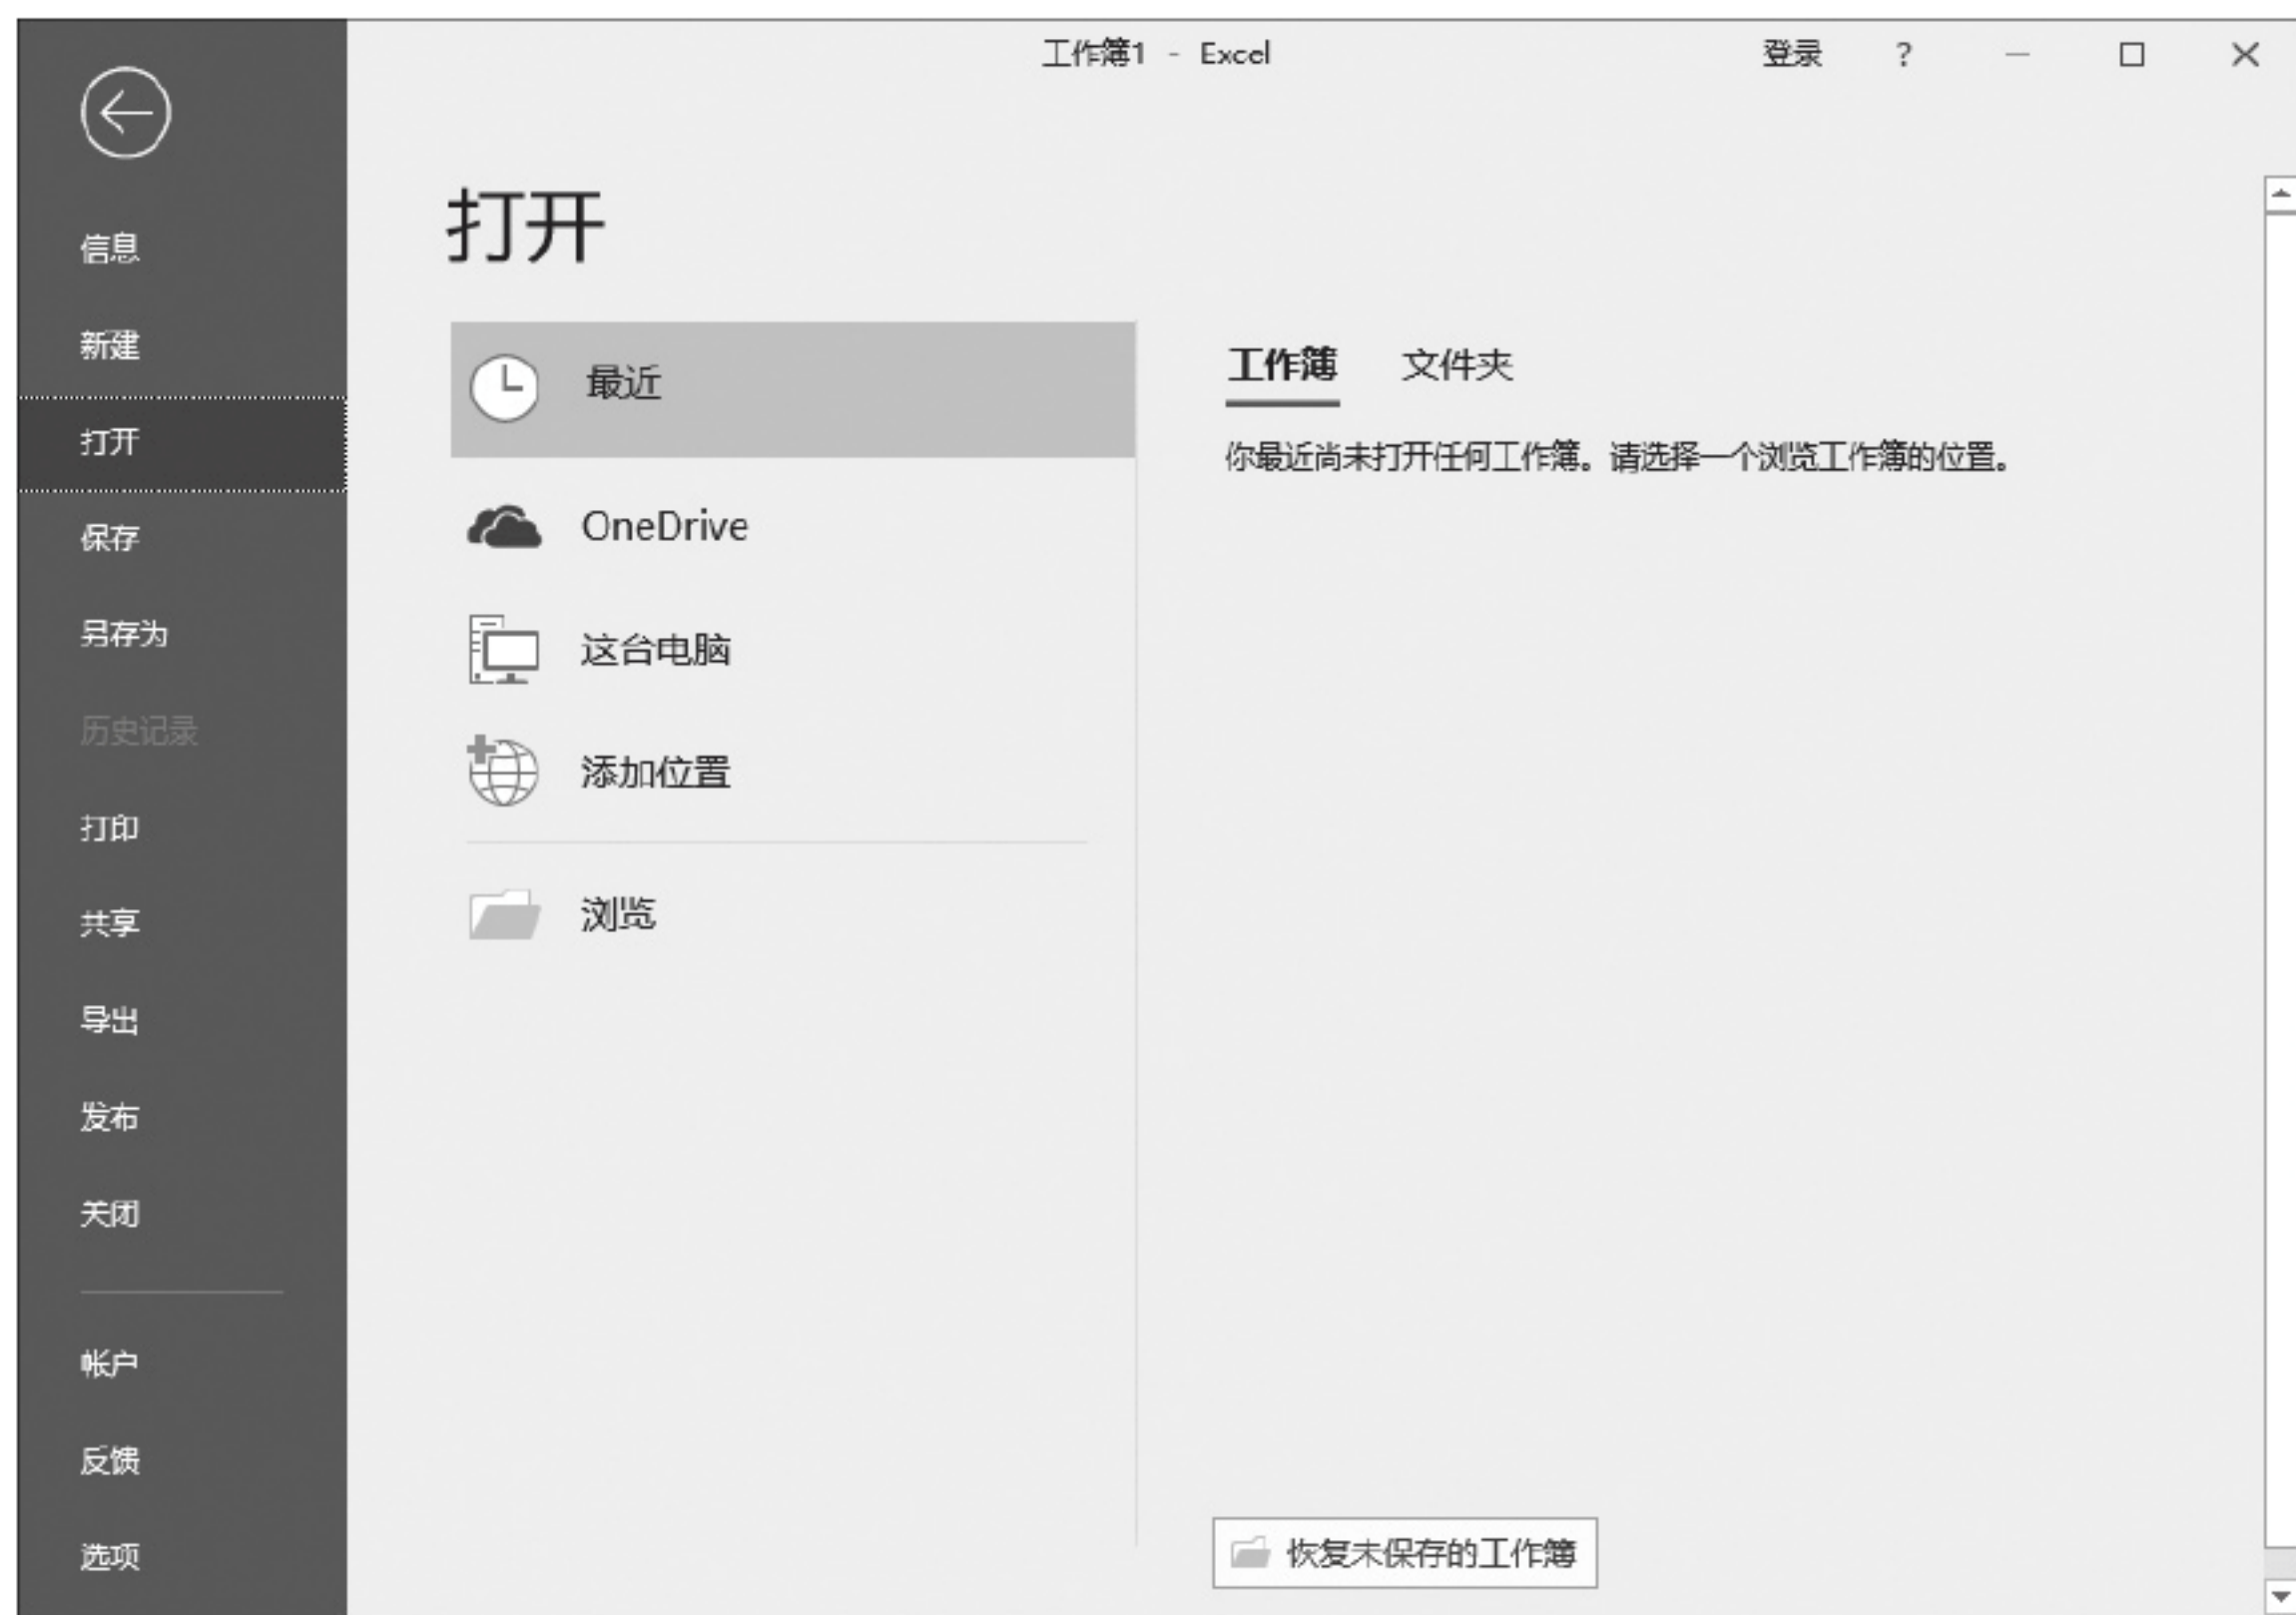 工作簿1 - Excel
登录 ?
信息
新建
打开
保存
另存为
历史记录
打印
共享
导出
发布
关闭
帐户
反馈
选项
打开
最近
OneDrive
这台电脑
添加位置
浏览
工作簿 文件夹
你最近尚未打开任何工作簿。请选择一个浏览工作簿的位置。
恢复未保存的工作簿